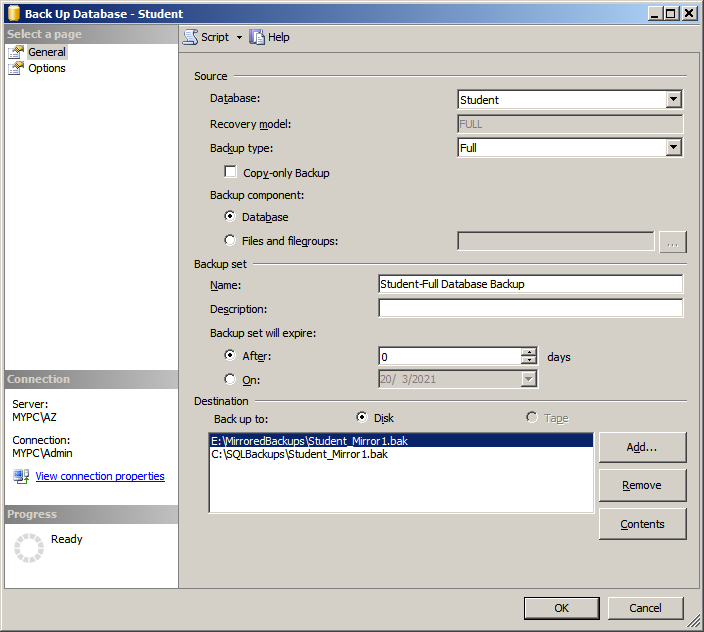 Back Up Database - Student
Select a page
General
Options
Script
Help
Source
Database:
Student
Recovery model:
FULL
Backup type:
Full
Copy-only Backup
Backup component:
Database
Files and filegroups:
...
Backup set
Name:
Student-Full Database Backup
Description:
Backup set will expire:
After:
0
days
On:
20/ 3/2021
Destination
Back up to:
Disk
Tape
E:\MirroredBackups\Student_Mirror1.bak
C:\SQLBackups\Student_Mirror1.bak
Add...
Remove
Contents
Connection
Server:
MYPC\AZ
Connection:
MYPC\Admin
View connection properties
Progress
Ready
OK
Cancel